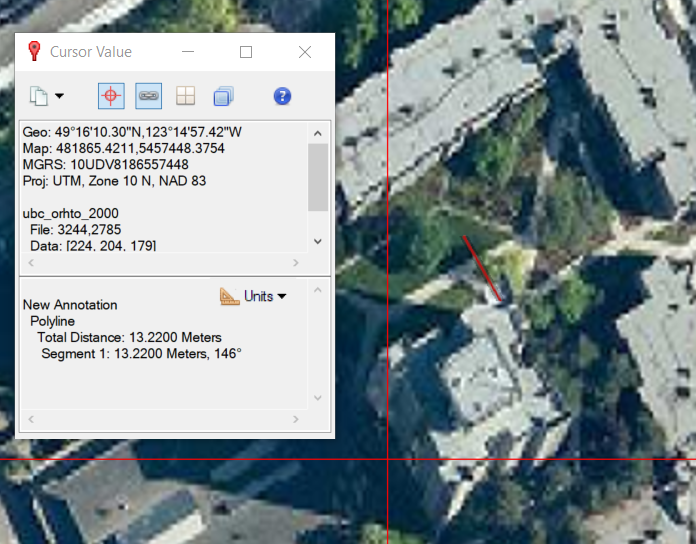 Cursor Value
Geo: 49°16'10.30"N,123°14'57.42"W
Map: 481865.4211,5457448.3754
MGRS: 10UDV8186557448
Proj: UTM, Zone 10 N, NAD 83
ubc_orhto_2000
File: 3244,2785
Data: [224, 204, 179]
Units
New Annotation
Polyline
Total Distance: 13.2200 Meters
Segment 1: 13.2200 Meters, 146°